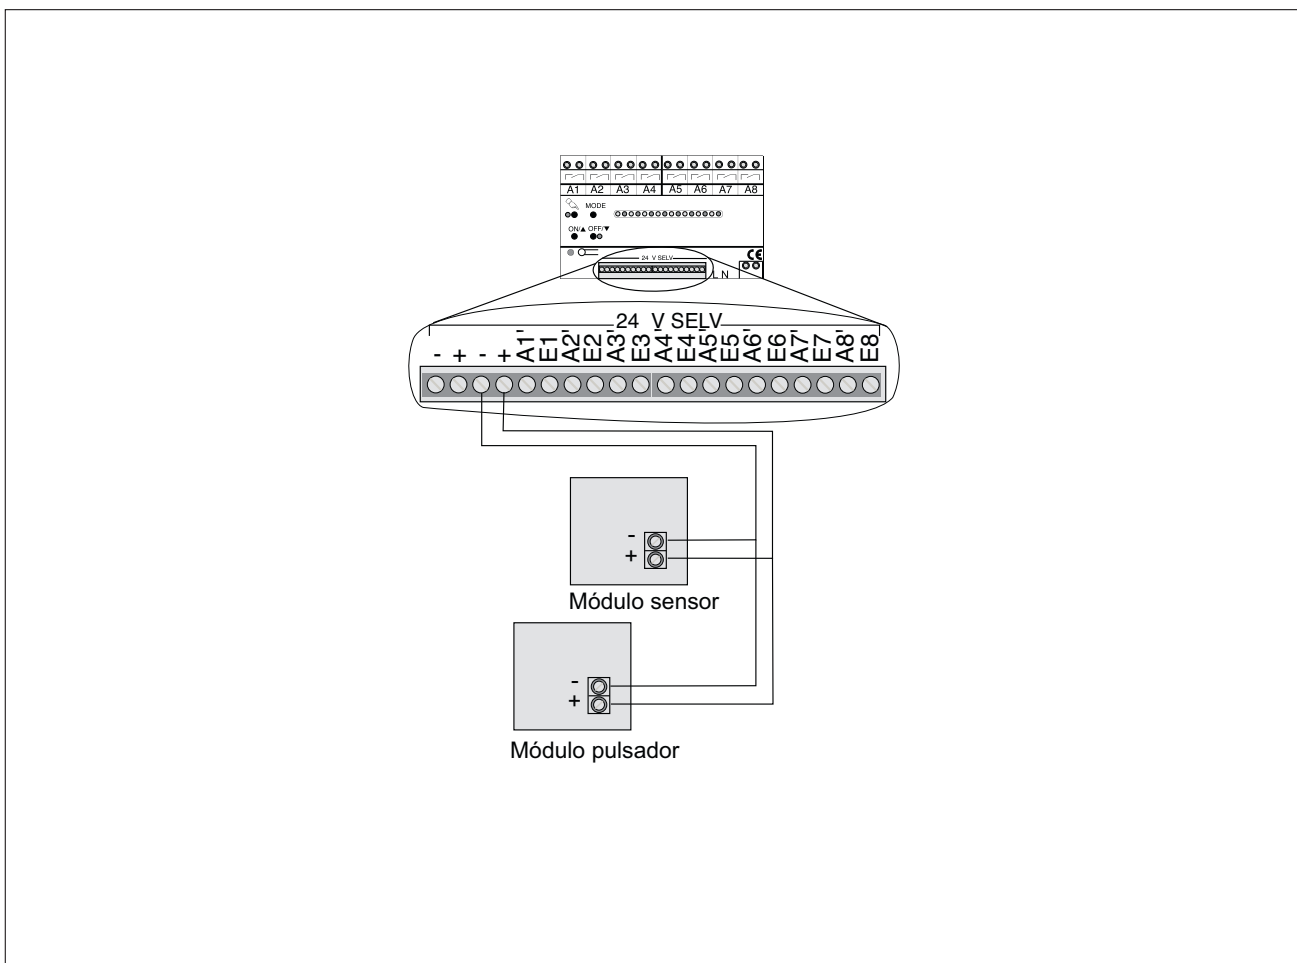 A1 A2 A3 A4 A5 A6 A7 A8
MODE
ON/▲ OFF/▼
24 V SELV
CE
L N
24 V SELV
- + - + A1' E1 A2' E2 A3' E3 A4' E4 A5' E5 A6' E6 A7' E7 A8' E8
-
+
Módulo sensor
-
+
Módulo pulsador